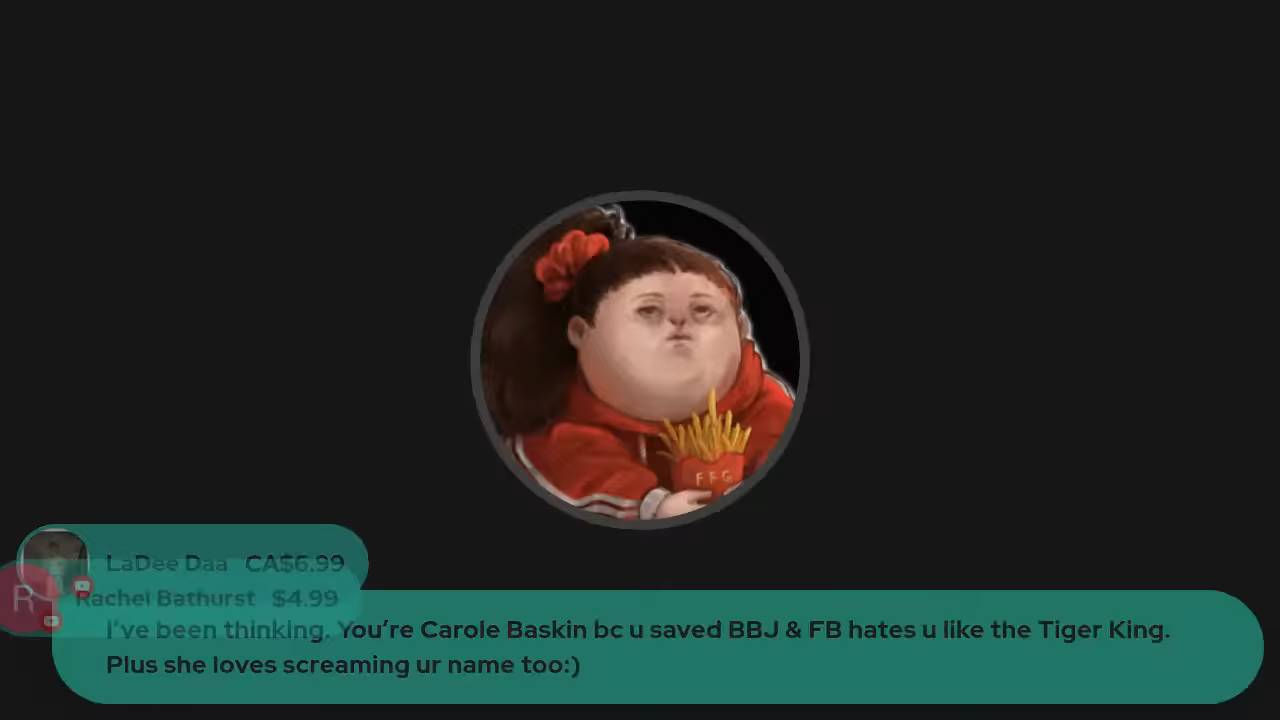 FFG
LaDee Daa CA$6.99
R
Rachel Bathurst $4.99
I've been thinking. You're Carole Baskin bc u saved BBJ & FB hates u like the Tiger King.
Plus she loves screaming ur name too:)